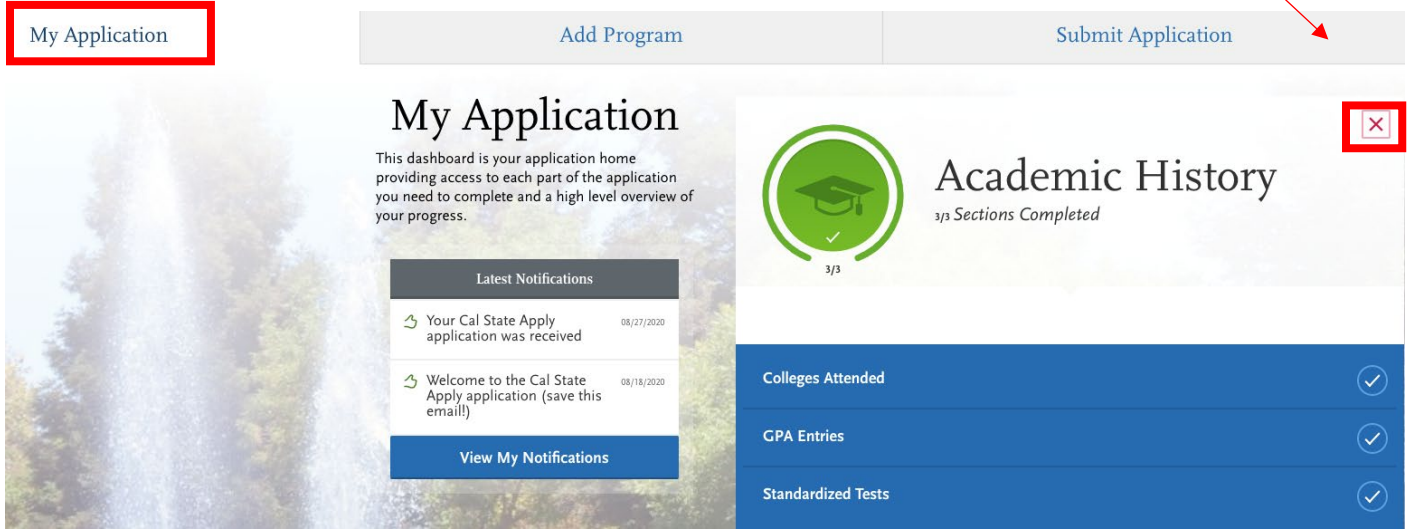 My Application
Add Program
Submit Application
My Application
This dashboard is your application home
providing access to each part of the application
you need to complete and a high level overview of
your progress.
Latest Notifications
Your Cal State Apply
application was received
08/27/2020
Welcome to the Cal State
Apply application (save this
email!)
08/18/2020
View My Notifications
3/3
Academic History
3/3 Sections Completed
Colleges Attended
GPA Entries
Standardized Tests